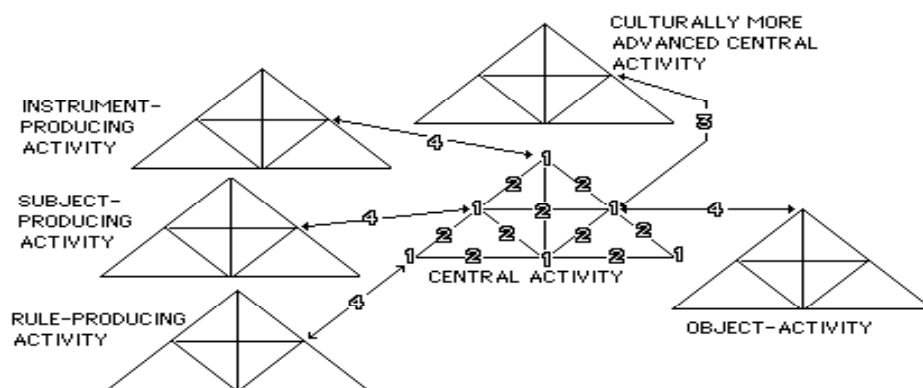 CULTURALLY MORE
ADVANCED CENTRAL
ACTIVITY
INSTRUMENT-
PRODUCING
ACTIVITY
3
4
1
2 2
SUBJECT-
PRODUCING
ACTIVITY
4
1 2 1
4
2 2 2 2
1 2 1 2 1
CENTRAL ACTIVITY
4
RULE-PRODUCING
ACTIVITY
OBJECT-ACTIVITY